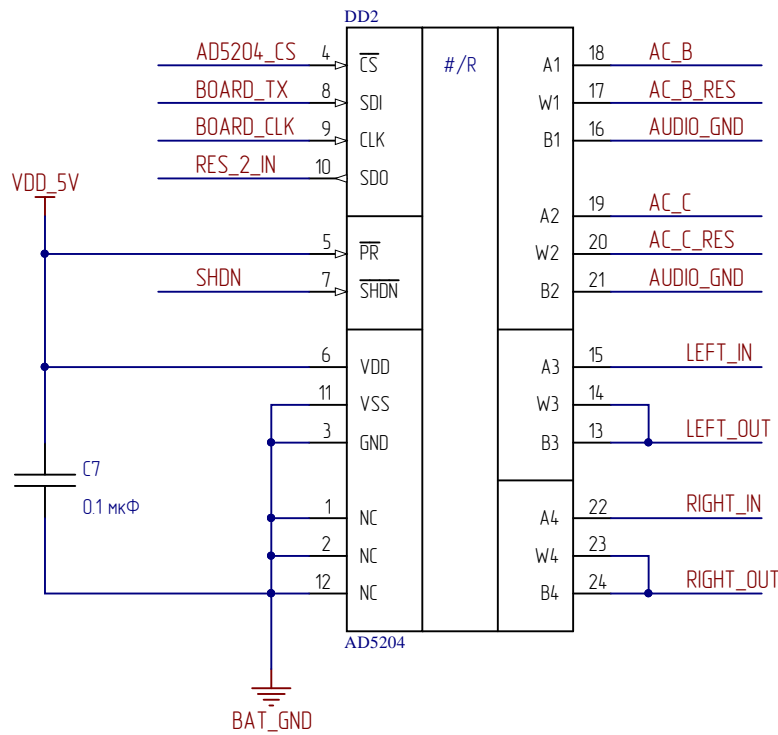 DD2
AD5204_CS 4 CS #/R A1 18 AC_B
BOARD_TX 8 SDI W1 17 AC_B_RES
BOARD_CLK 9 CLK B1 16 AUDIO_GND
RES_2_IN 10 SDO
VDD_5V
A2 19 AC_C
5 PR W2 20 AC_C_RES
SHDN 7 SHDN B2 21 AUDIO_GND
6 VDD A3 15 LEFT_IN
11 VSS W3 14
3 GND B3 13 LEFT_OUT
C7
0.1 мкФ
1 NC A4 22 RIGHT_IN
2 NC W4 23
12 NC B4 24 RIGHT_OUT
AD5204
BAT_GND